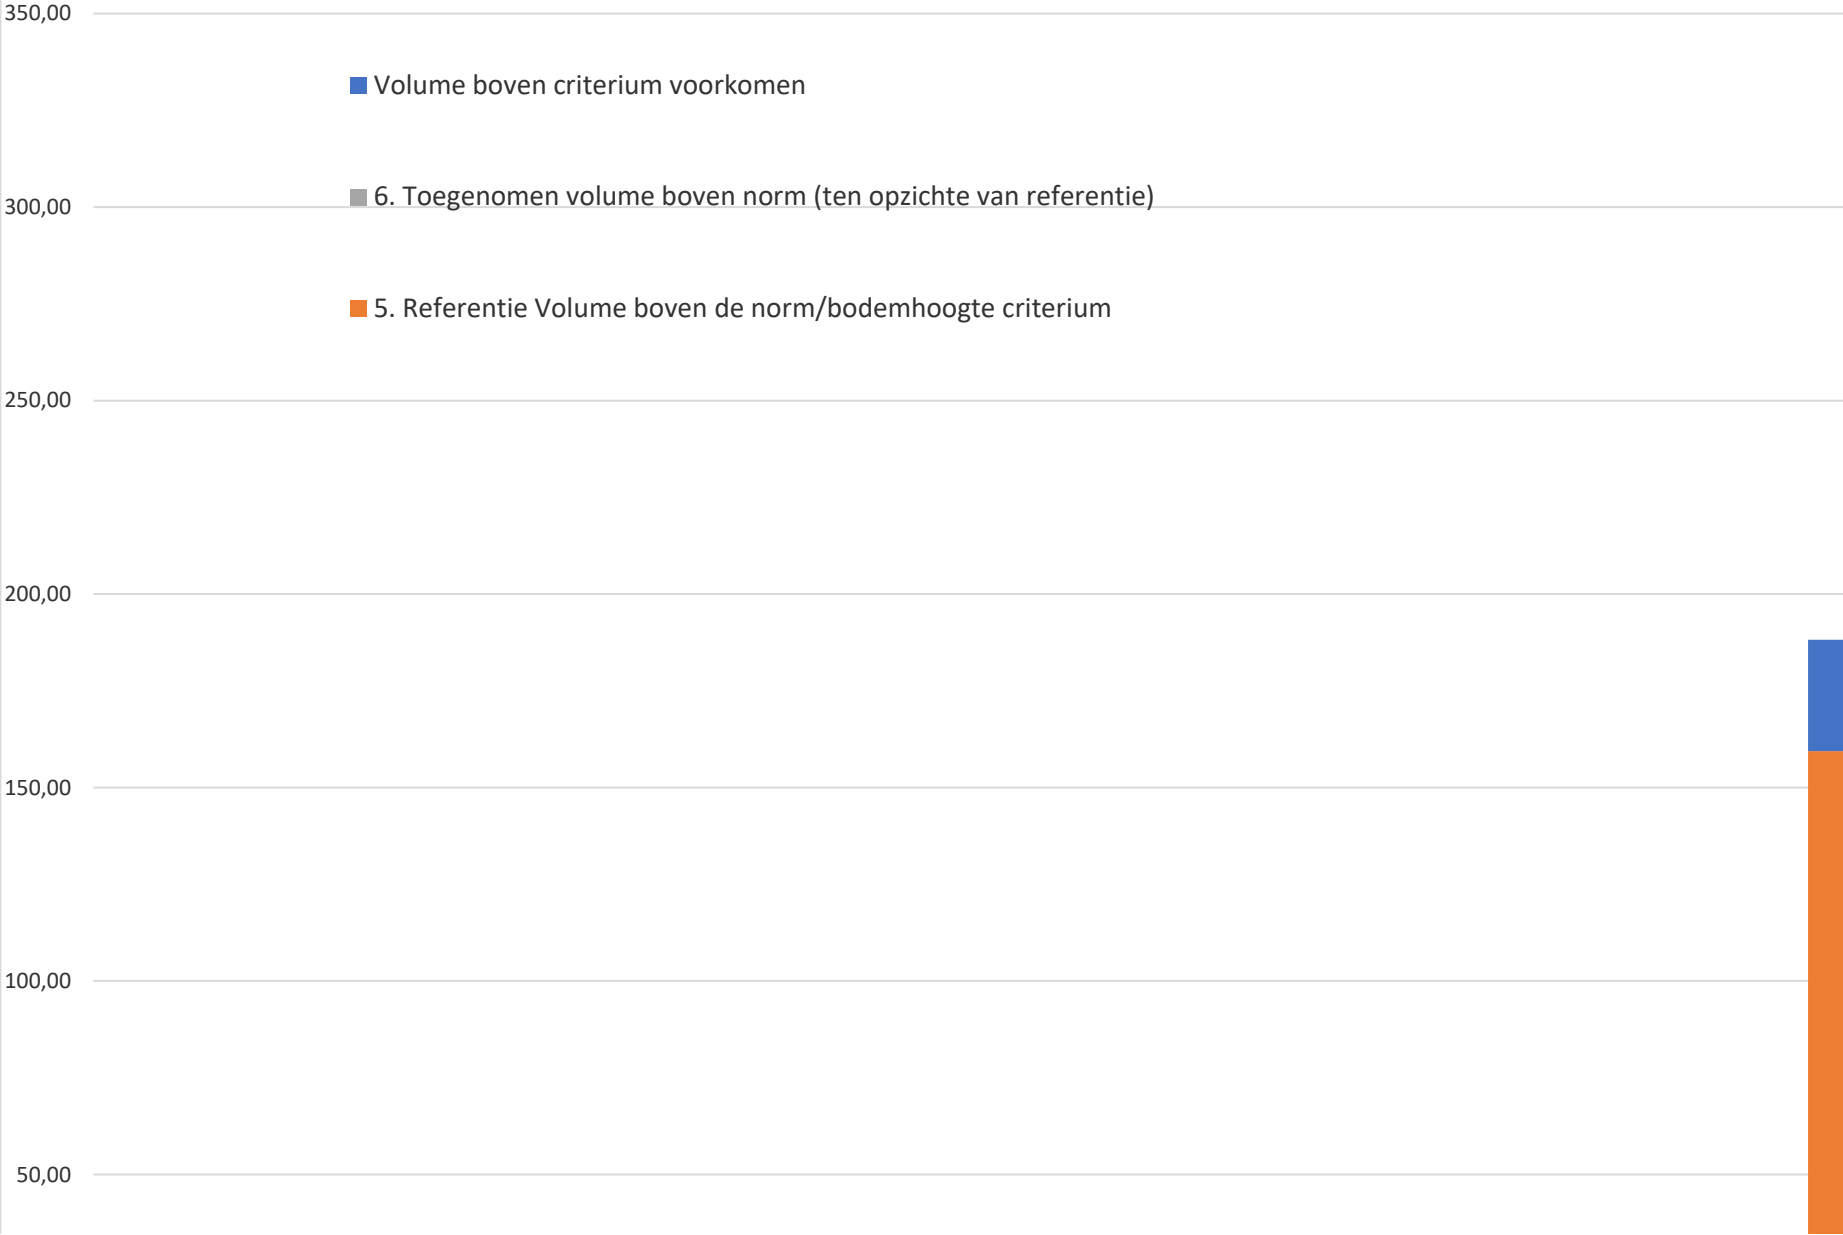 350,00
Volume boven criterium voorkomen
6. Toegenomen volume boven norm (ten opzichte van referentie)
300,00
5. Referentie Volume boven de norm/bodemhoogte criterium
250,00
200,00
150,00
100,00
50,00